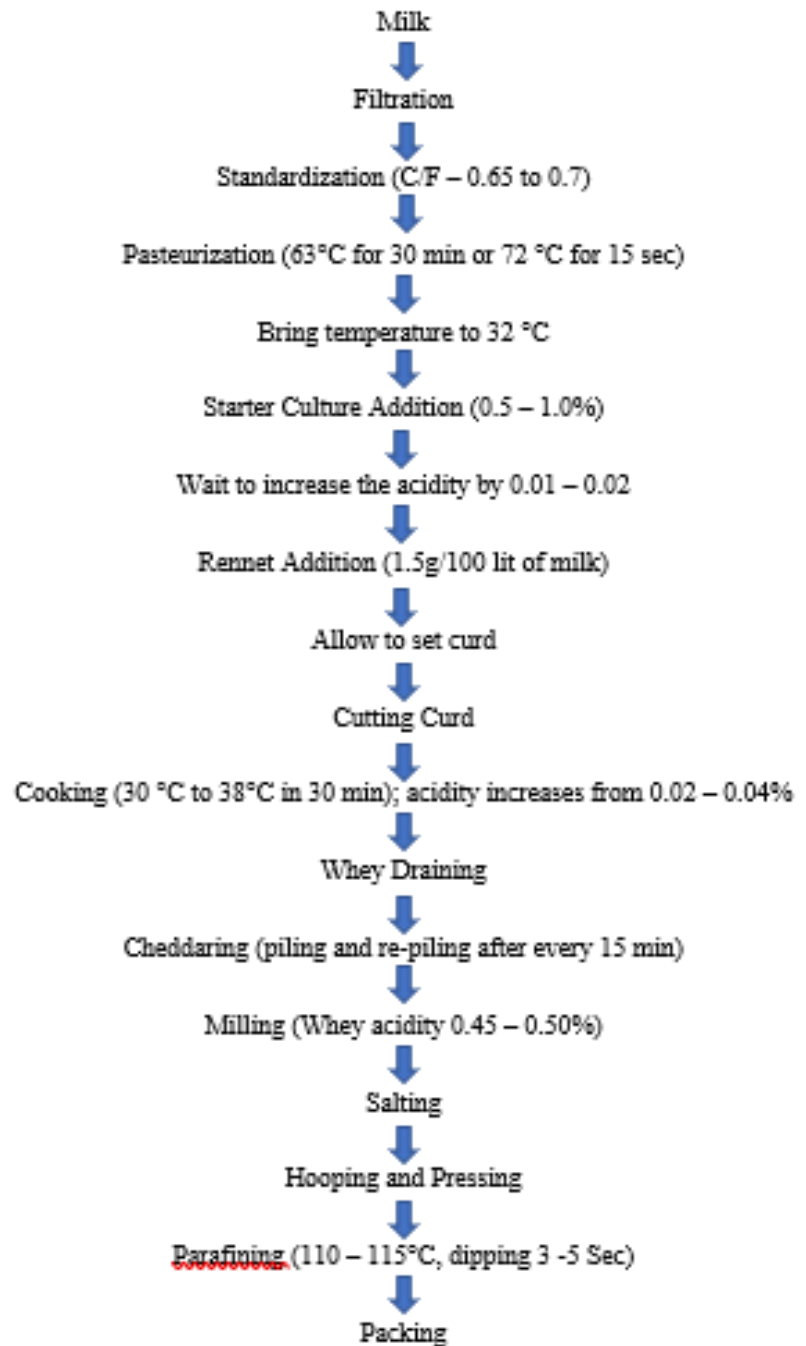 Milk
Filtration
Standardization (C/F – 0.65 to 0.7)
Pasteurization (63°C for 30 min or 72 °C for 15 sec)
Bring temperature to 32 °C
Starter Culture Addition (0.5 – 1.0%)
Wait to increase the acidity by 0.01 – 0.02
Rennet Addition (1.5g/100 lit of milk)
Allow to set curd
Cutting Curd
Cooking (30 °C to 38°C in 30 min); acidity increases from 0.02 – 0.04%
Whey Draining
Cheddaring (piling and re-piling after every 15 min)
Milling (Whey acidity 0.45 – 0.50%)
Salting
Hooping and Pressing
Parafining (110 – 115°C, dipping 3 -5 Sec)
Packing